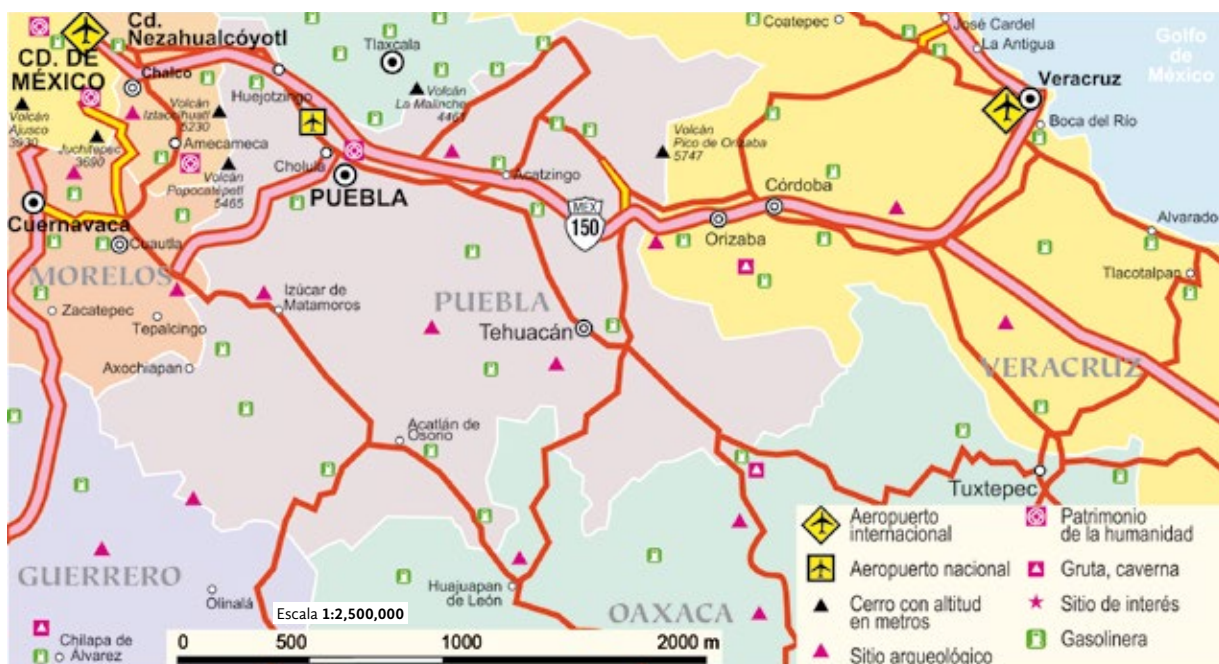 Cd.
Nezahualcóyotl
CD. DE
MÉXICO
Chalco
Volcán
Ajusco
3930
Juchitepec
3690
Volcán
Iztaccíhuatl
5230
Amecameca
Volcán
Popocatépetl
5465
Huejotzingo
Cholula
PUEBLA
Tlaxcala
Volcán
La Malinche
4461
Acatzingo
Volcán
Pico de Orizaba
5747
Coatepec
José Cardel
La Antigua
Golfo
de
México
Veracruz
Boca del Río
Córdoba
Orizaba
MEX
150
Alvarado
Tlacotalpan
Cuernavaca
Cuautla
MORELOS
Zacatepec
Tepalcingo
Axochiapan
Izúcar de
Matamoros
PUEBLA
Tehuacán
VERACRUZ
Acatlán de
Osorio
Tuxtepec
GUERRERO
Olinalá
Chilapa de
Álvarez
Huajuapan
de León
OAXACA
Escala 1:2,500,000
0 500 1000 2000 m
Aeropuerto
internacional
Aeropuerto nacional
Cerro con altitud
en metros
Sitio arqueológico
Patrimonio
de la humanidad
Gruta, caverna
Sitio de interés
Gasolinera